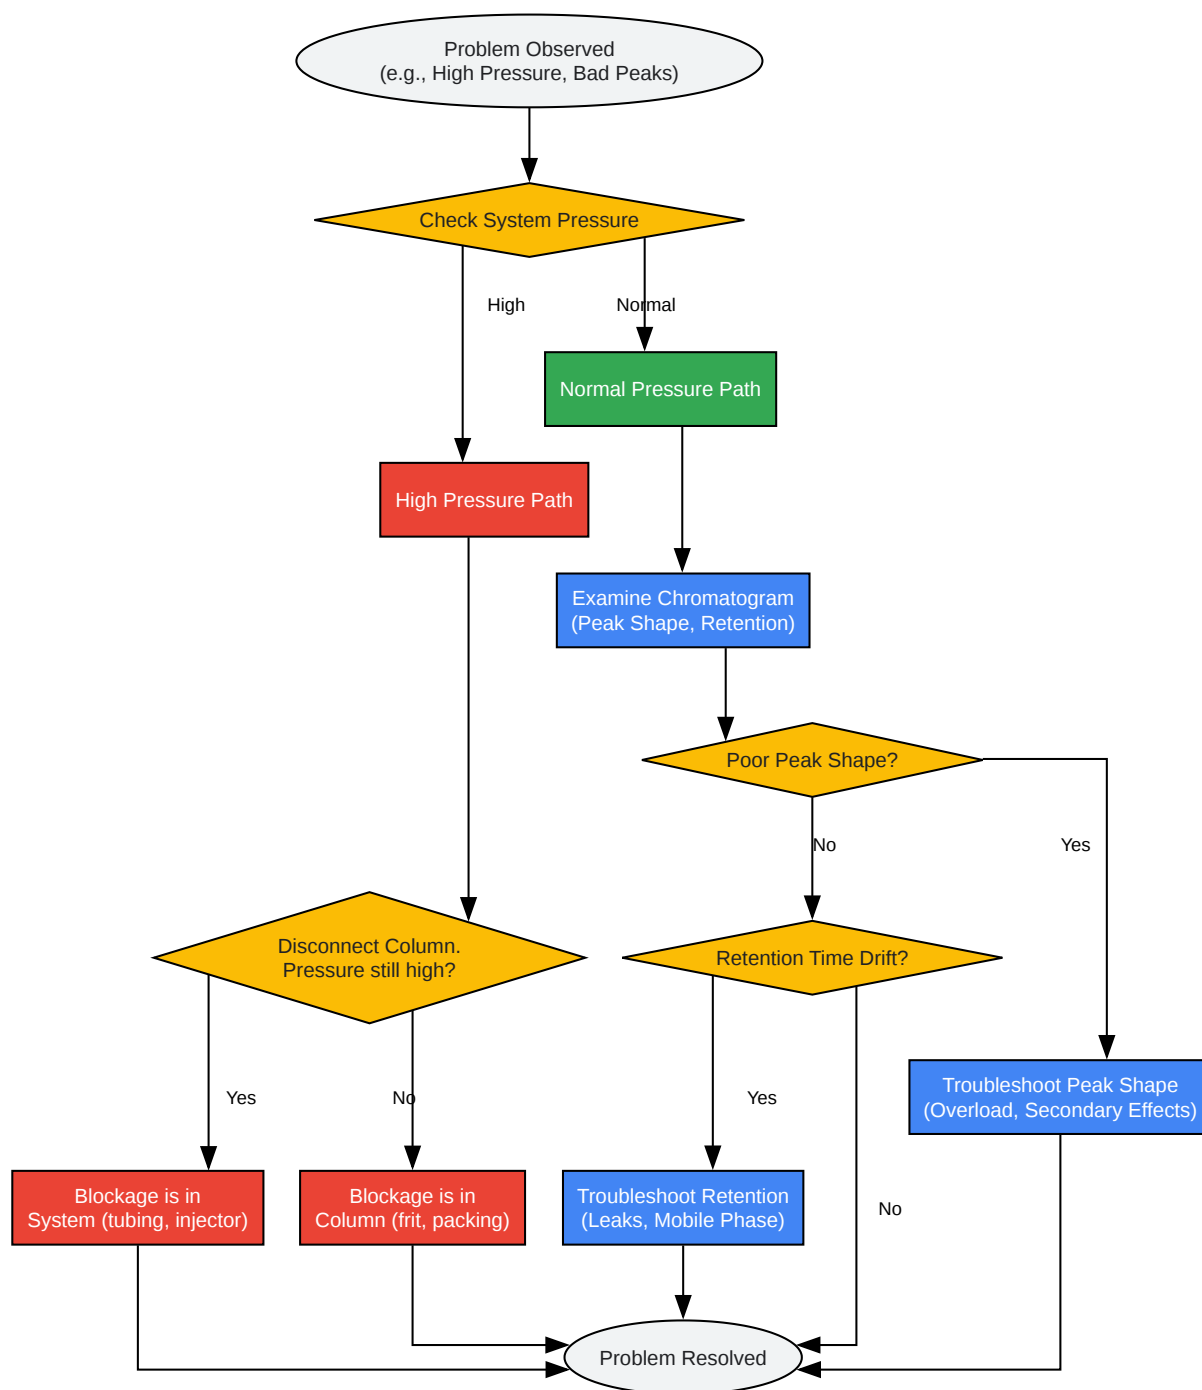 Problem Observed
(e.g., High Pressure, Bad Peaks)
Check System Pressure
High
Normal
Normal Pressure Path
High Pressure Path
Examine Chromatogram
(Peak Shape, Retention)
Poor Peak Shape?
No
Yes
Disconnect Column.
Pressure still high?
Retention Time Drift?
Yes
No
Yes
Troubleshoot Peak Shape
(Overload, Secondary Effects)
Blockage is in
System (tubing, injector)
Blockage is in
Column (frit, packing)
Troubleshoot Retention
(Leaks, Mobile Phase)
No
Problem Resolved